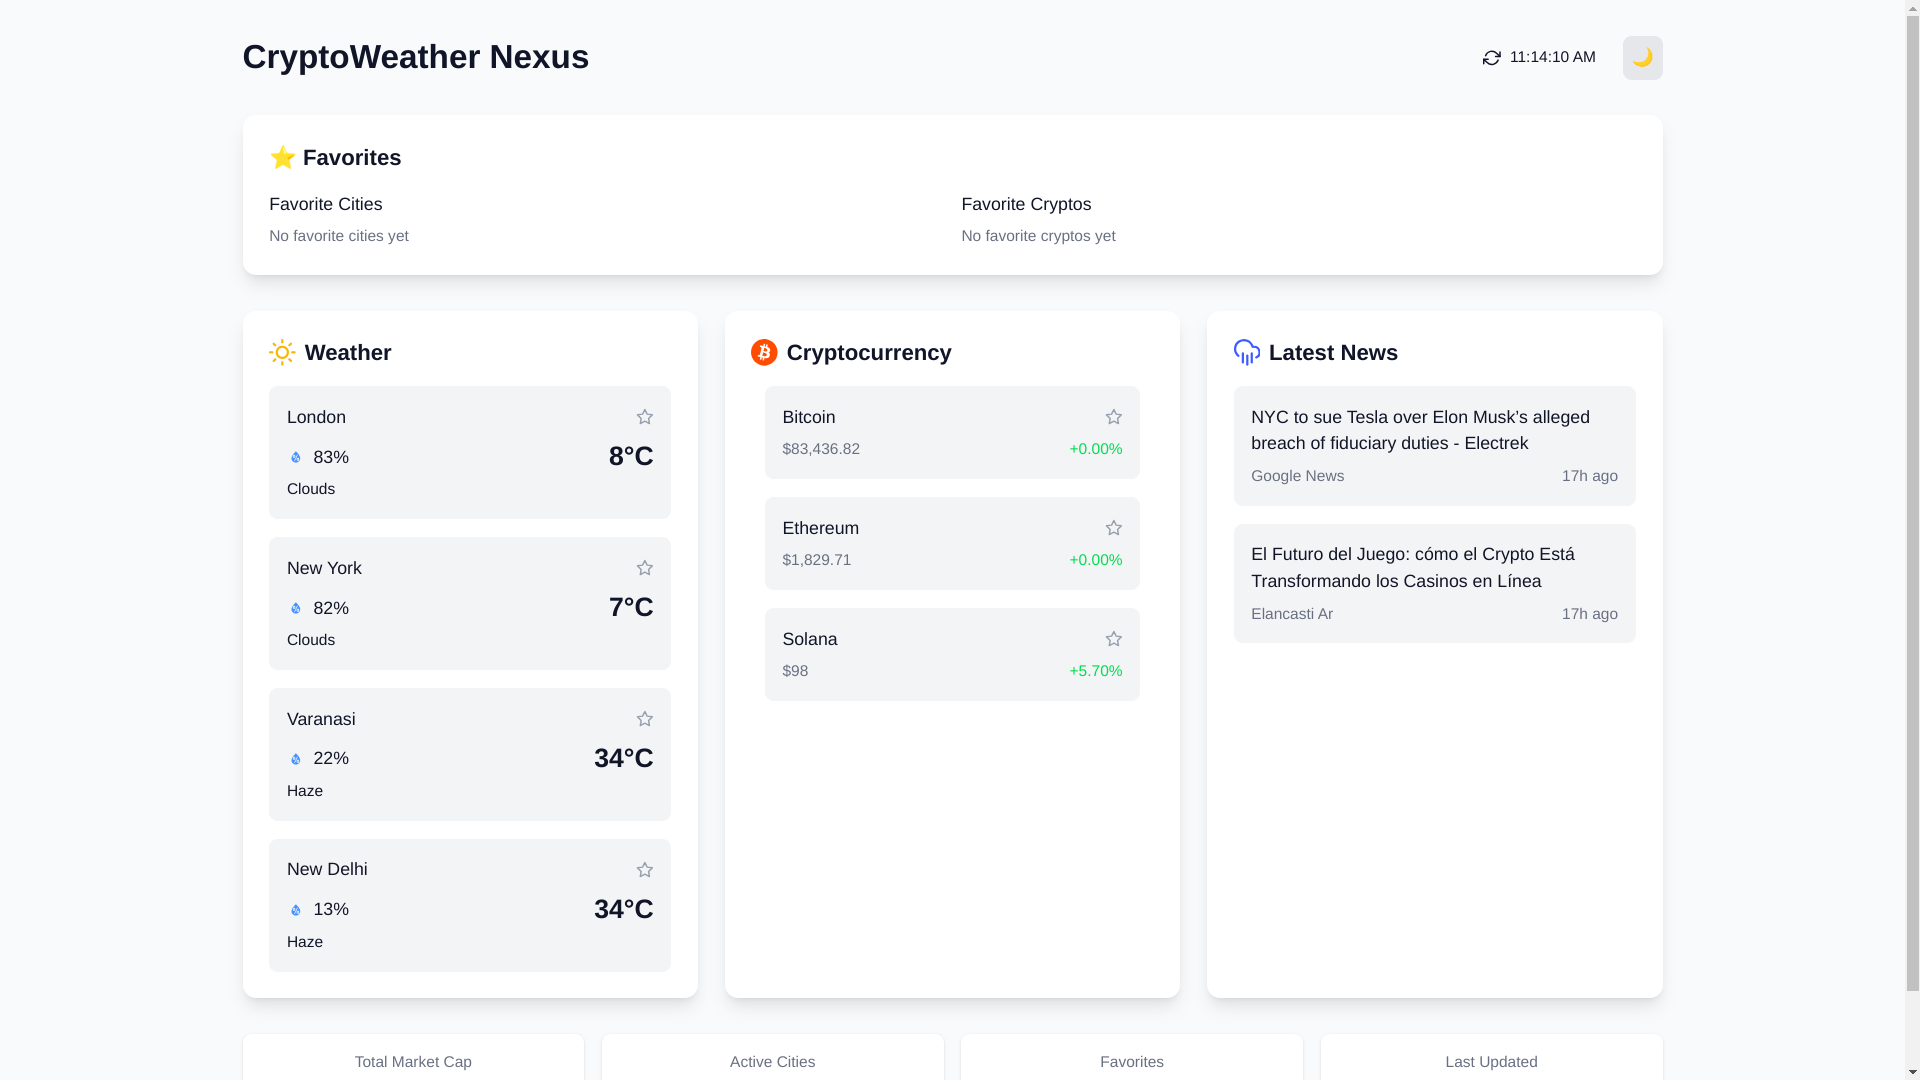 CryptoWeather Nexus
11:14:10 AM
Favorites
Favorite Cities
No favorite cities yet
Favorite Cryptos
No favorite cryptos yet
Weather
London
83%
8°C
Clouds
New York
82%
7°C
Clouds
Varanasi
22%
34°C
Haze
New Delhi
13%
34°C
Haze
Cryptocurrency
Bitcoin
$83,436.82
+0.00%
Ethereum
$1,829.71
+0.00%
Solana
$98
+5.70%
Latest News
NYC to sue Tesla over Elon Musk’s alleged
breach of fiduciary duties - Electrek
Google News
17h ago
El Futuro del Juego: cómo el Crypto Está
Transformando los Casinos en Línea
Elancasti Ar
17h ago
Total Market Cap
Active Cities
Favorites
Last Updated